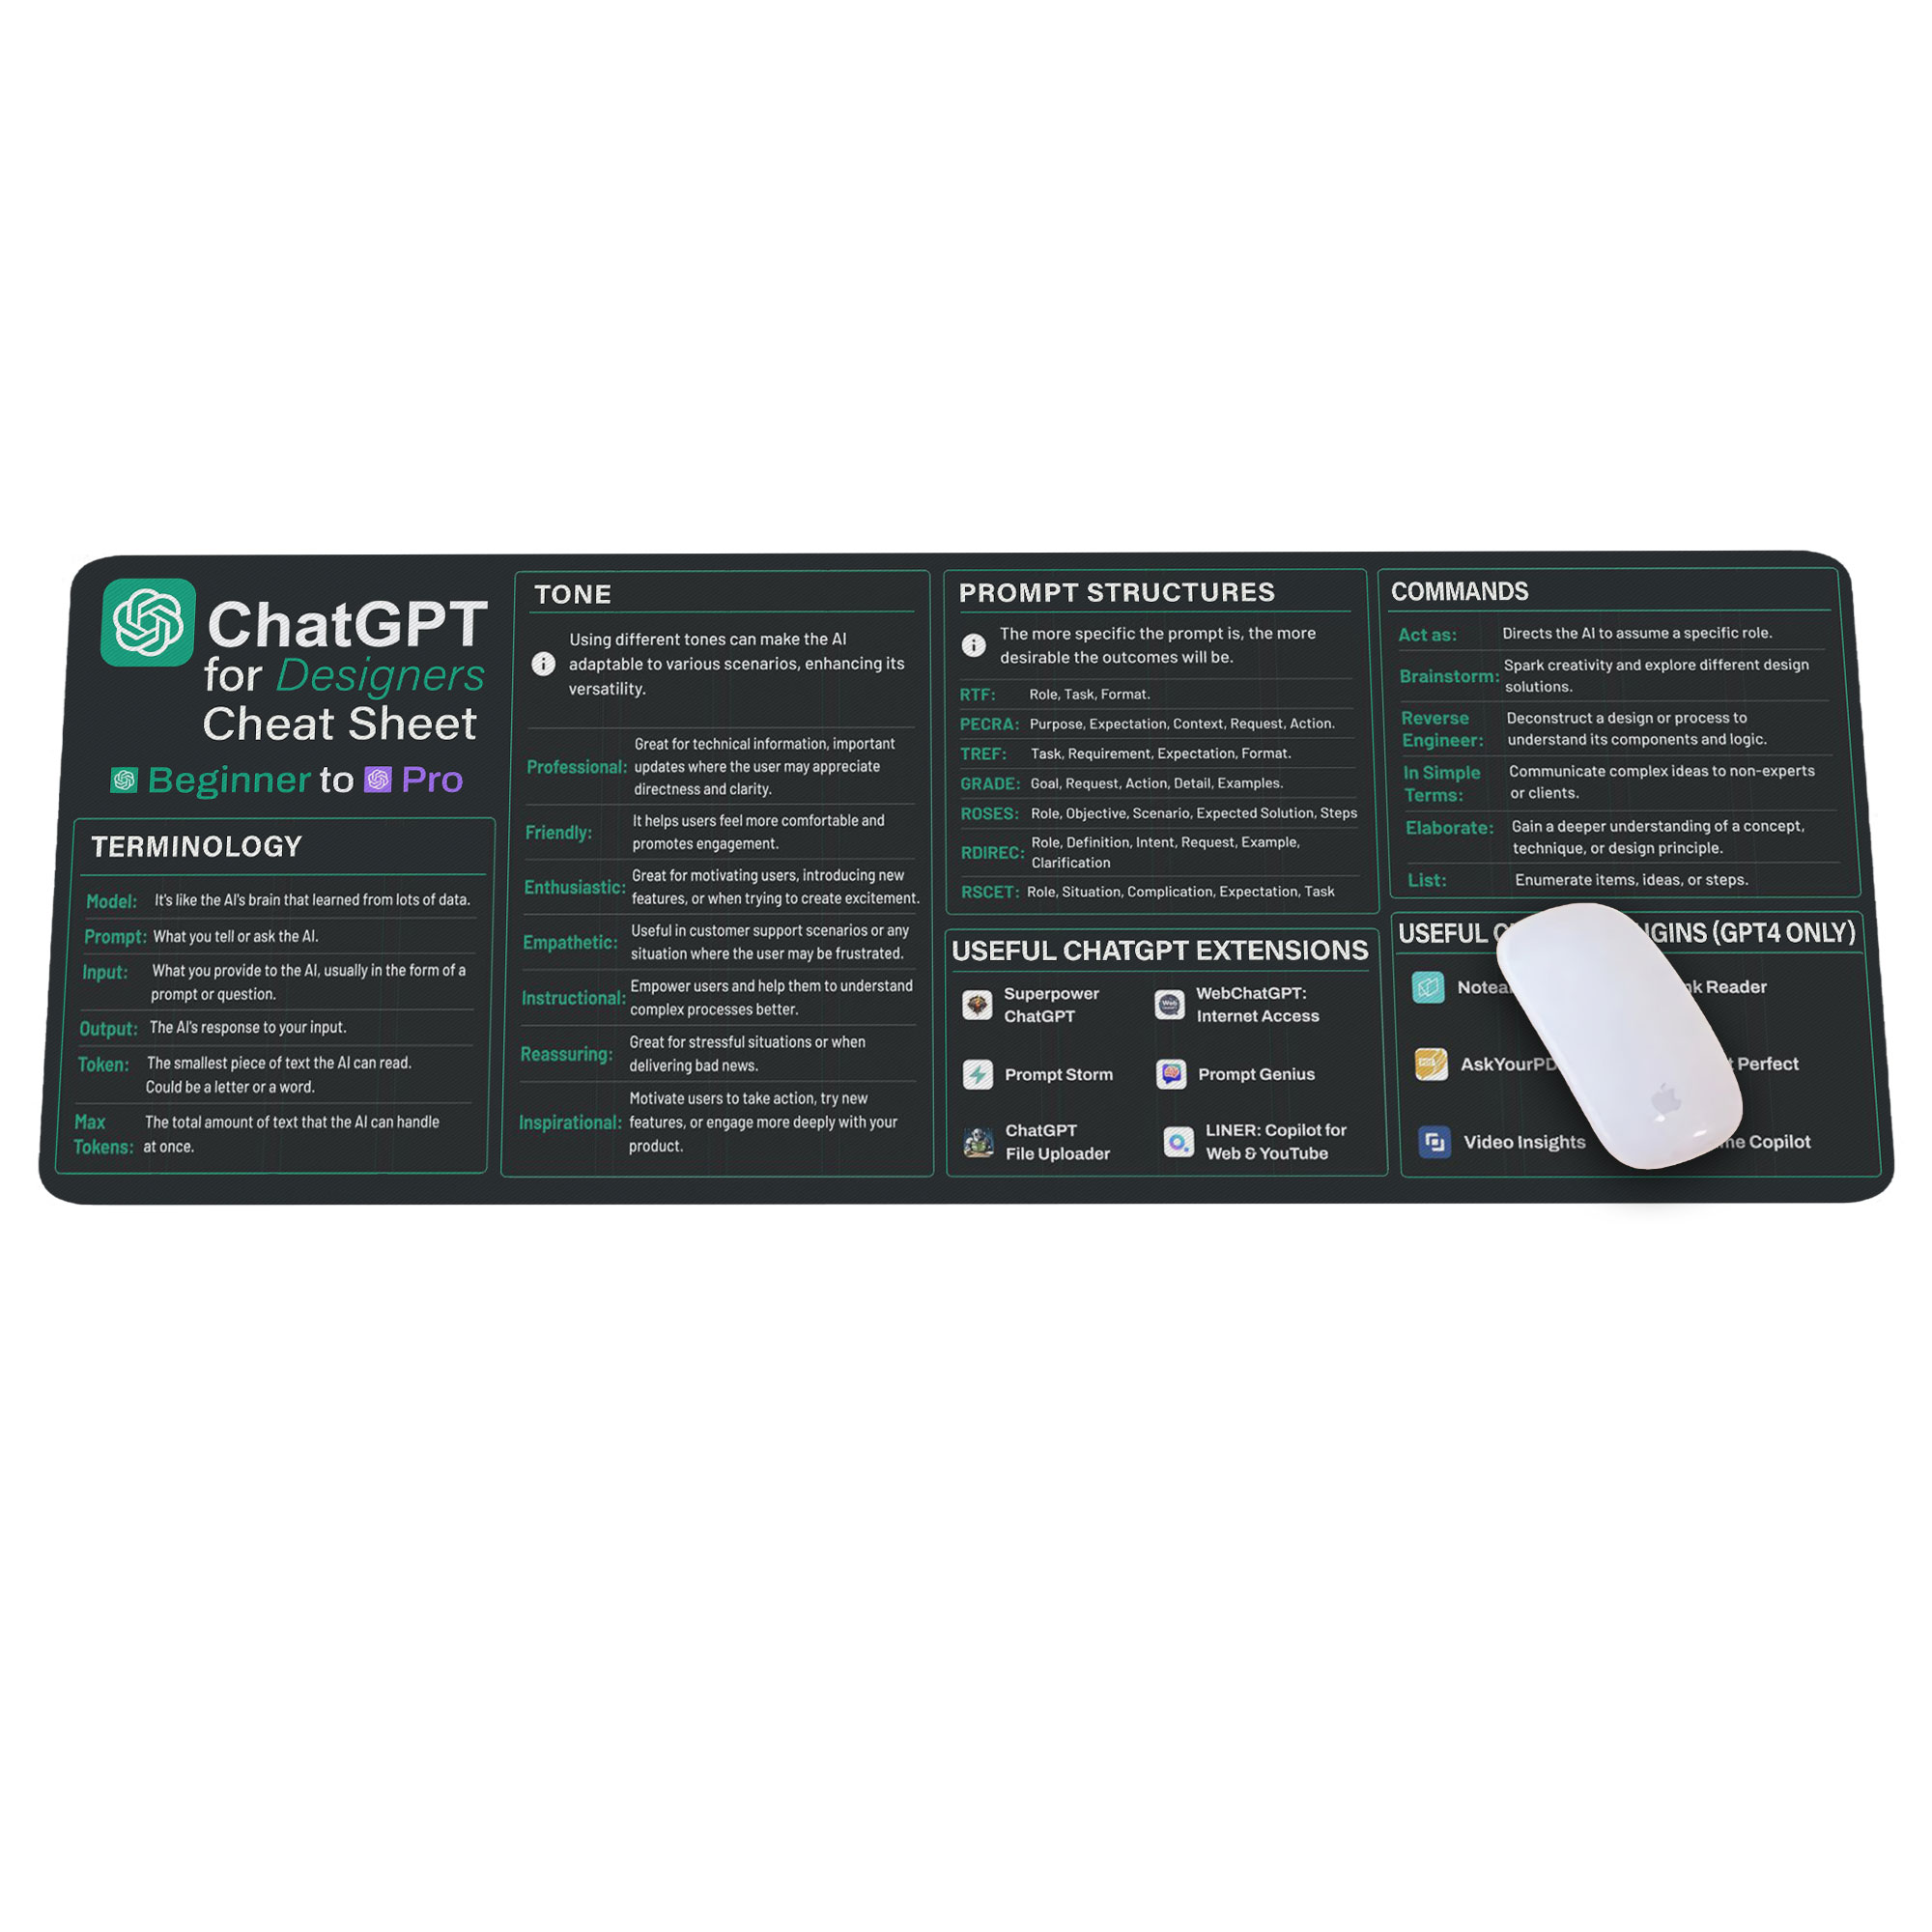 ChatGPT
for Designers
Cheat Sheet
Beginner to Pro
TERMINOLOGY
Model: It's like the AI's brain that learned from lots of data.
Prompt: What you tell or ask the AI.
Input: What you provide to the AI, usually in the form of a
prompt or question.
Output: The AI's response to your input.
Token: The smallest piece of text the AI can read.
Could be a letter or a word.
Max The total amount of text that the AI can handle
Tokens: at once.
TONE
Using different tones can make the AI
adaptable to various scenarios, enhancing its
versatility.
Great for technical information, important
Professional: updates where the user may appreciate
directness and clarity.
Friendly: It helps users feel more comfortable and
promotes engagement.
Enthusiastic: Great for motivating users, introducing new
features, or when trying to create excitement.
Empathetic: Useful in customer support scenarios or any
situation where the user may be frustrated.
Instructional: Empower users and help them to understand
complex processes better.
Reassuring: Great for stressful situations or when
delivering bad news.
Motivate users to take action, try new
Inspirational: features, or engage more deeply with your
product.
PROMPT STRUCTURES
The more specific the prompt is, the more
desirable the outcomes will be.
RTF: Role, Task, Format.
PECRA: Purpose, Expectation, Context, Request, Action.
TREF: Task, Requirement, Expectation, Format.
GRADE: Goal, Request, Action, Detail, Examples.
ROSES: Role, Objective, Scenario, Expected Solution, Steps
RDIREC: Role, Definition, Intent, Request, Example,
Clarification
RSCET: Role, Situation, Complication, Expectation, Task
USEFUL CHATGPT EXTENSIONS
Superpower
ChatGPT
WebChatGPT:
Internet Access
Prompt Storm
Prompt Genius
ChatGPT
File Uploader
LINER: Copilot for
Web & YouTube
COMMANDS
Act as: Directs the AI to assume a specific role.
Brainstorm: Spark creativity and explore different design
solutions.
Reverse Deconstruct a design or process to
Engineer: understand its components and logic.
In Simple Communicate complex ideas to non-experts
Terms: or clients.
Elaborate: Gain a deeper understanding of a concept,
technique, or design principle.
List: Enumerate items, ideas, or steps.
USEFUL (GPT4 ONLY)
Reader
Perfect
Video Insights
Copilot